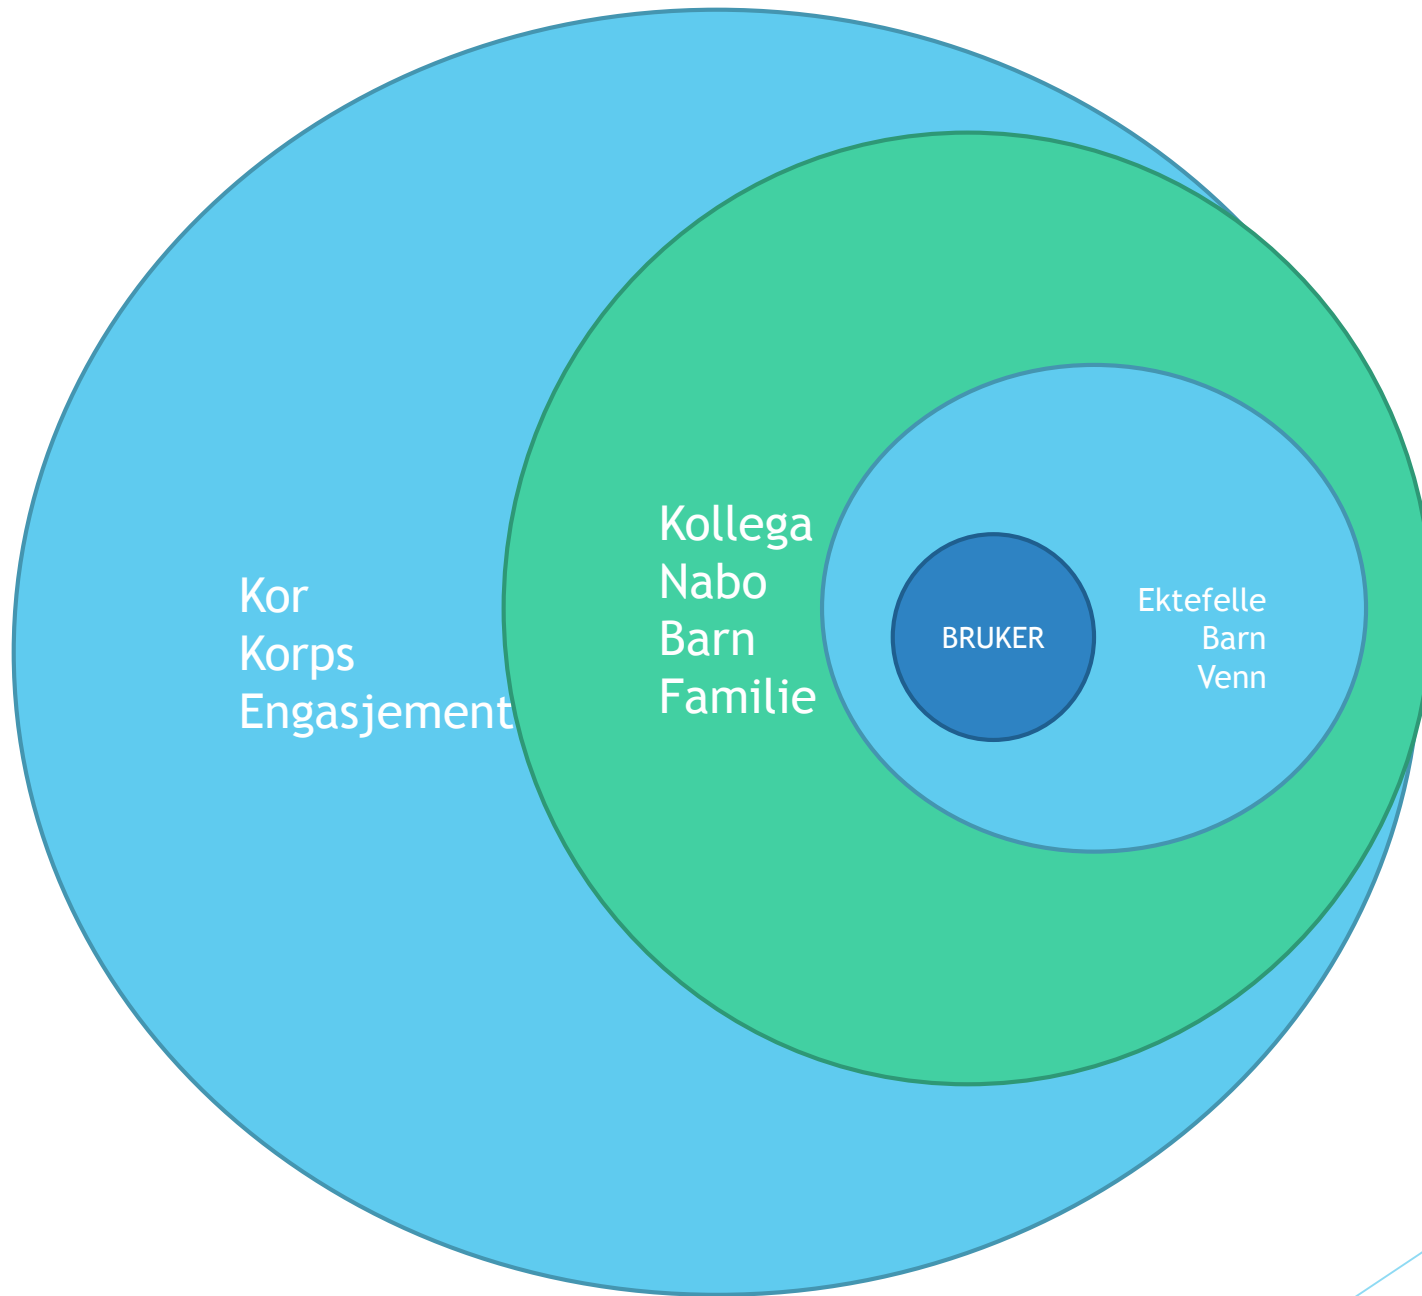 Kor
Korps
Engasjement
Kollega
Nabo
Barn
Familie
BRUKER
Ektefelle
Barn
Venn